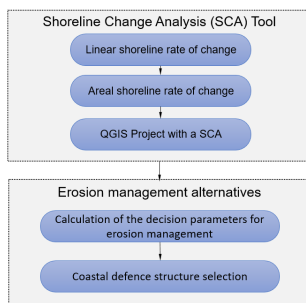 Shoreline Change Analysis (SCA) Tool
Linear shoreline rate of change
Areal shoreline rate of change
QGIS Project with a SCA
Erosion management alternatives
Calculation of the decision parameters for
erosion management
Coastal defence structure selection